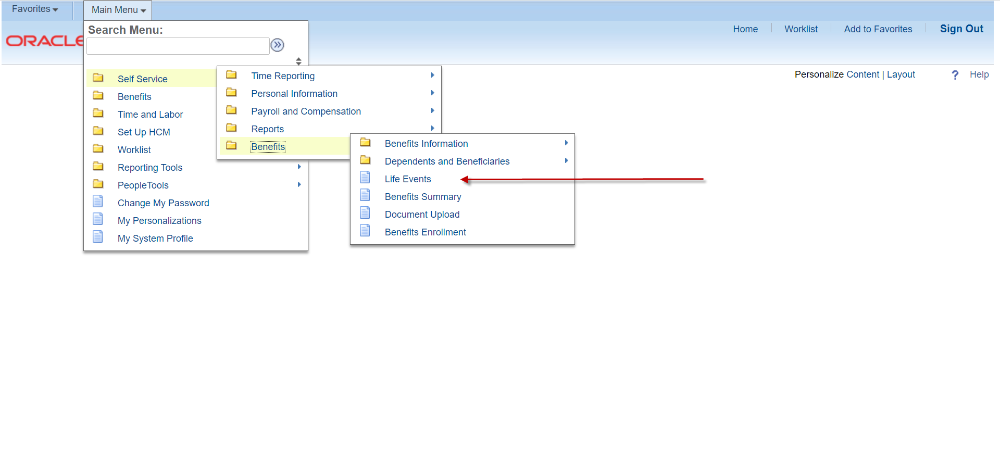 Favorites
Main Menu
Search Menu:
Home
Worklist
Add to Favorites
Sign Out
ORACLE
Personalize Content | Layout
? Help
Self Service
Benefits
Time and Labor
Set Up HCM
Worklist
Reporting Tools
PeopleTools
Change My Password
My Personalizations
My System Profile
Time Reporting
Personal Information
Payroll and Compensation
Reports
Benefits
Benefits Information
Dependents and Beneficiaries
Life Events
Benefits Summary
Document Upload
Benefits Enrollment